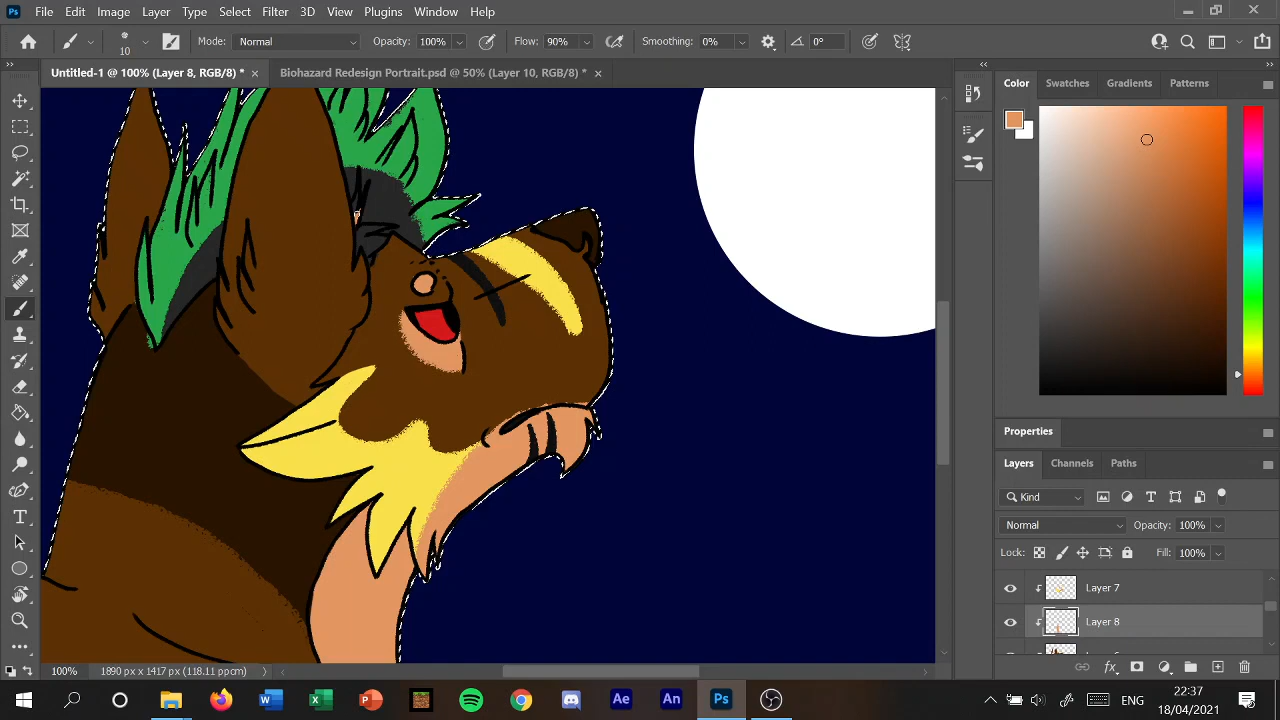 Ps File Edit Image Layer Type Select Filter 3D View Plugins Window Help
10 Mode: Normal Opacity: 100% Flow: 90% Smoothing: 0% 0°
Untitled-1 @ 100% (Layer 8, RGB/8) * Biohazard Redesign Portrait.psd @ 50% (Layer 10, RGB/8) *
Color Swatches Gradients Patterns
Properties
Layers Channels Paths
Kind
Normal Opacity: 100%
Lock: Fill: 100%
Layer 7
Layer 8
100% 1890 px x 1417 px (118.11 ppcm)
W X P Ae An Ps ENG 22:37
18/04/2021